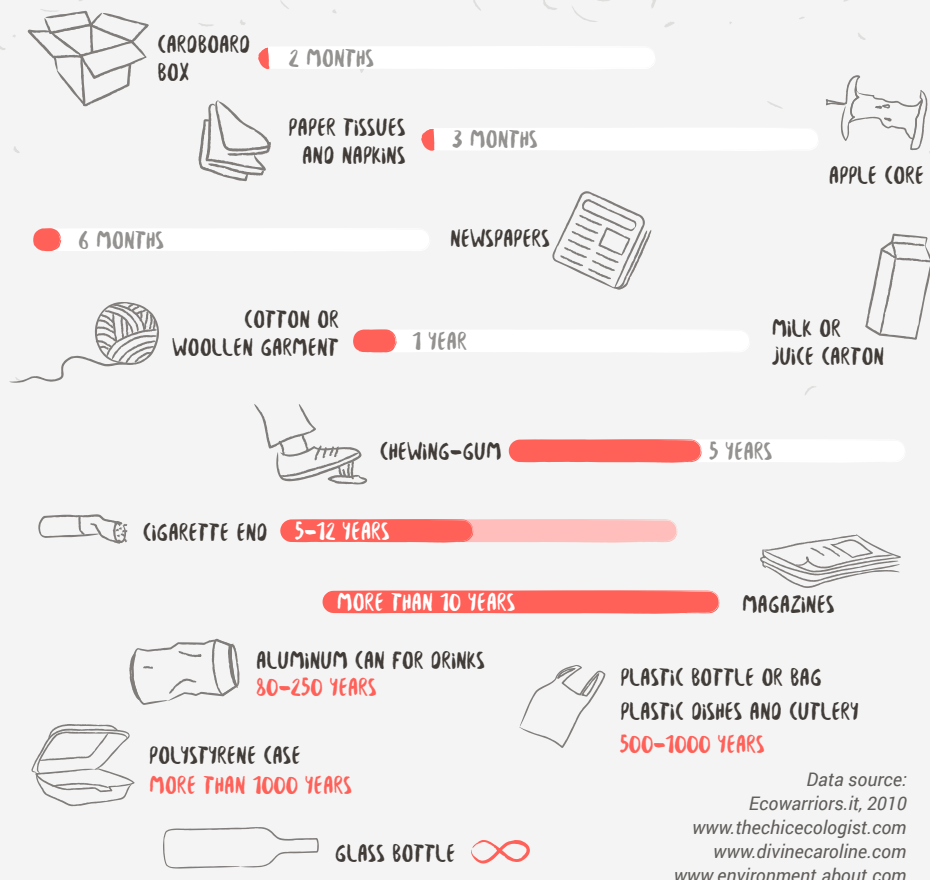 CARDBOARD
BOX
2 MONTHS
PAPER TISSUES
AND NAPKINS
3 MONTHS
APPLE CORE
6 MONTHS
NEWSPAPERS
COTTON OR
WOOLLEN GARMENT
1 YEAR
MILK OR
JUICE CARTON
CHEWING-GUM
5 YEARS
CIGARETTE END
5-12 YEARS
MORE THAN 10 YEARS
MAGAZINES
ALUMINUM CAN FOR DRINKS
80-250 YEARS
PLASTIC BOTTLE OR BAG
PLASTIC DISHES AND CUTLERY
500-1000 YEARS
POLYSTYRENE CASE
MORE THAN 1000 YEARS
GLASS BOTTLE ∞
Data source:
Ecowarriors.it, 2010
www.thechicecologist.com
www.divinecaroline.com
www.environment.about.com